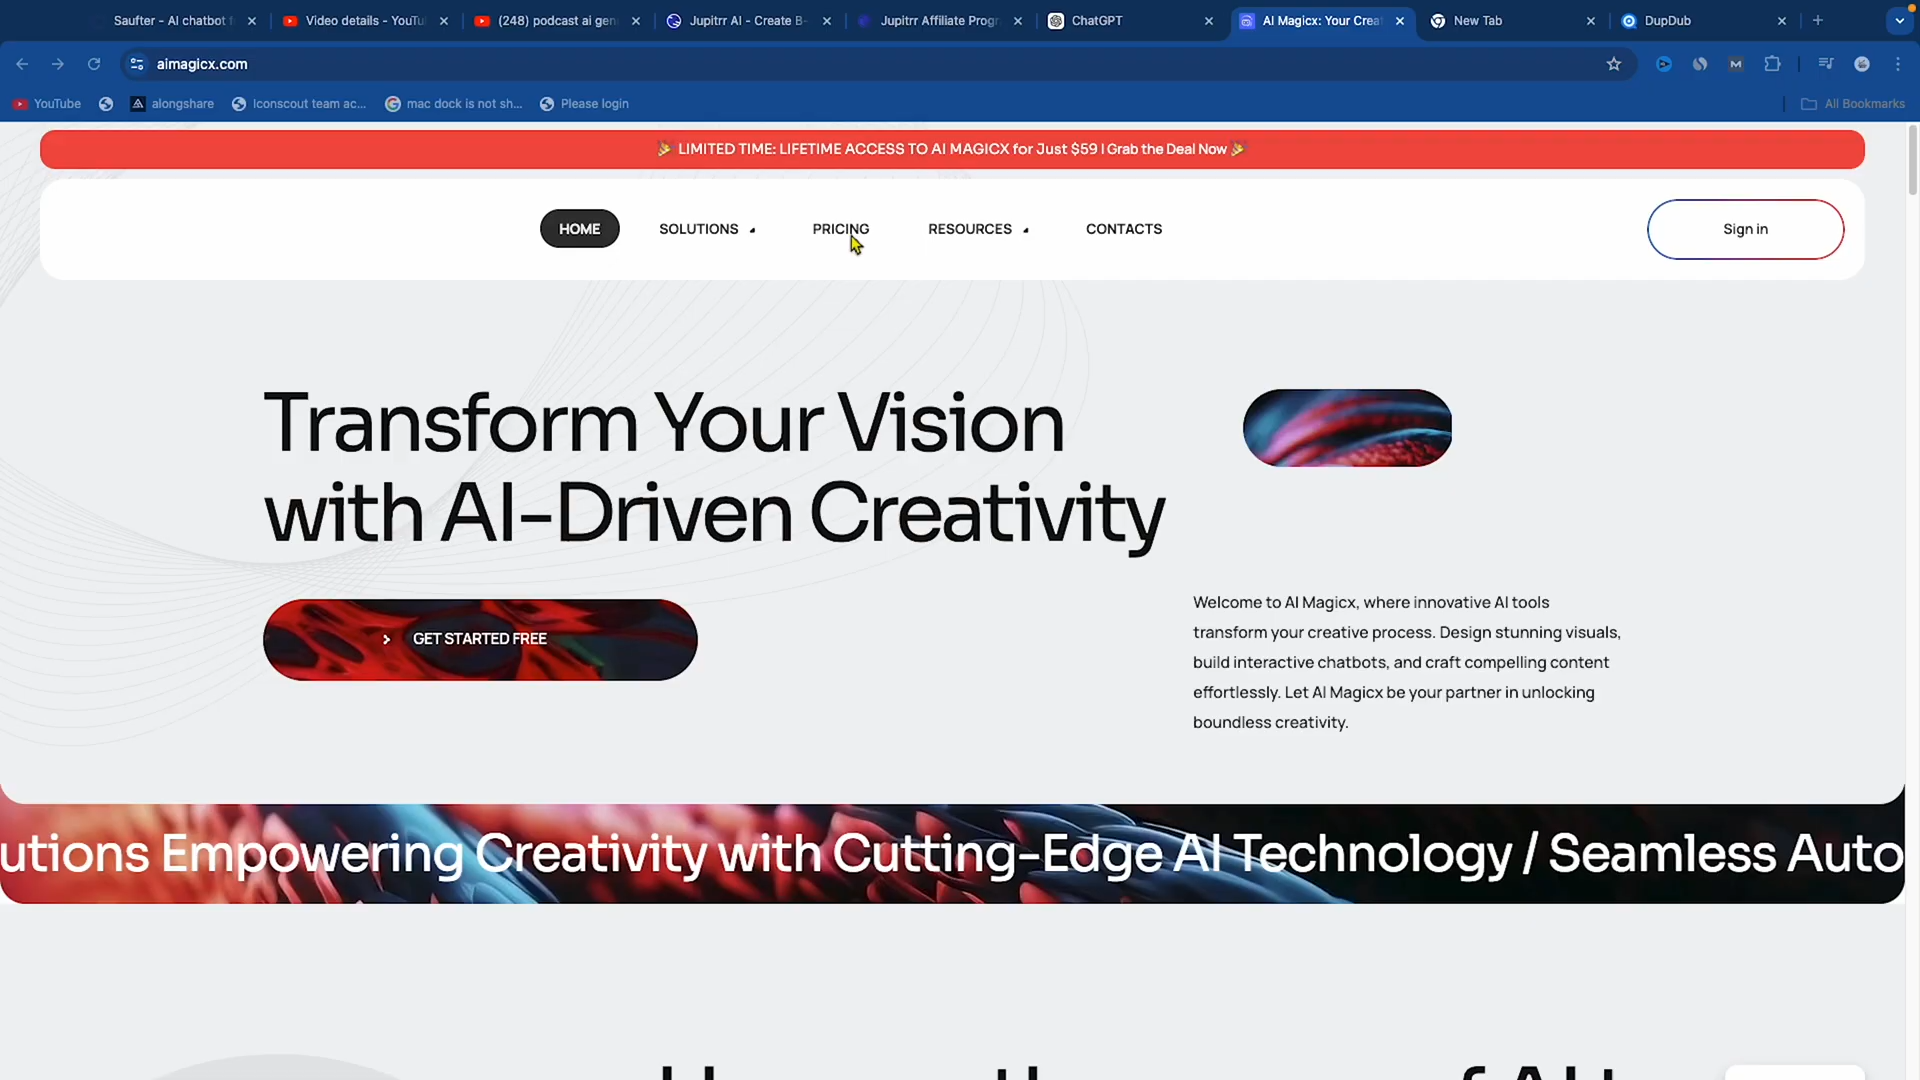 Saufter - AI chatbot f
Video details - YouTu
(248) podcast ai gen
Jupitrr AI - Create B-
Jupitrr Affiliate Progr
ChatGPT
AI Magicx: Your Crea
New Tab
DupDub
aimagicx.com
YouTube
alongshare
Iconscout team ac...
mac dock is not sh...
Please login
All Bookmarks
🎉 LIMITED TIME: LIFETIME ACCESS TO AI MAGICX for Just $59 | Grab the Deal Now 🎉
HOME
SOLUTIONS
PRICING
RESOURCES
CONTACTS
Sign in
Transform Your Vision
with AI-Driven Creativity
GET STARTED FREE
Welcome to AI Magicx, where innovative AI tools
transform your creative process. Design stunning visuals,
build interactive chatbots, and craft compelling content
effortlessly. Let AI Magicx be your partner in unlocking
boundless creativity.
utions Empowering Creativity with Cutting-Edge AI Technology / Seamless Auto